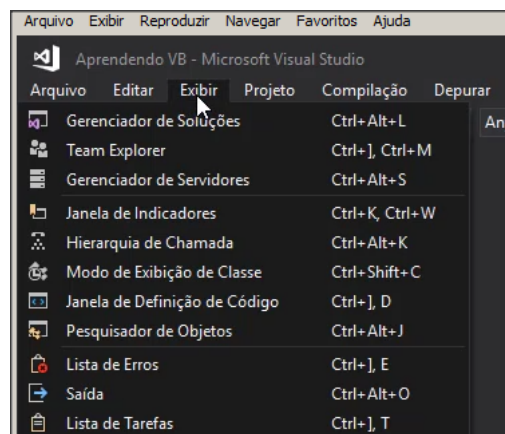 Arquivo Exibir Reproduzir Navegar Favoritos Ajuda
Aprendendo VB - Microsoft Visual Studio
Arquivo Editar Exibir Projeto Compilação Depurar
Gerenciador de Soluções Ctrl+Alt+L An
Team Explorer Ctrl+], Ctrl+M
Gerenciador de Servidores Ctrl+Alt+S
Janela de Indicadores Ctrl+K, Ctrl+W
Hierarquia de Chamada Ctrl+Alt+K
Modo de Exibição de Classe Ctrl+Shift+C
Janela de Definição de Código Ctrl+], D
Pesquisador de Objetos Ctrl+Alt+J
Lista de Erros Ctrl+], E
Saída Ctrl+Alt+O
Lista de Tarefas Ctrl+], T